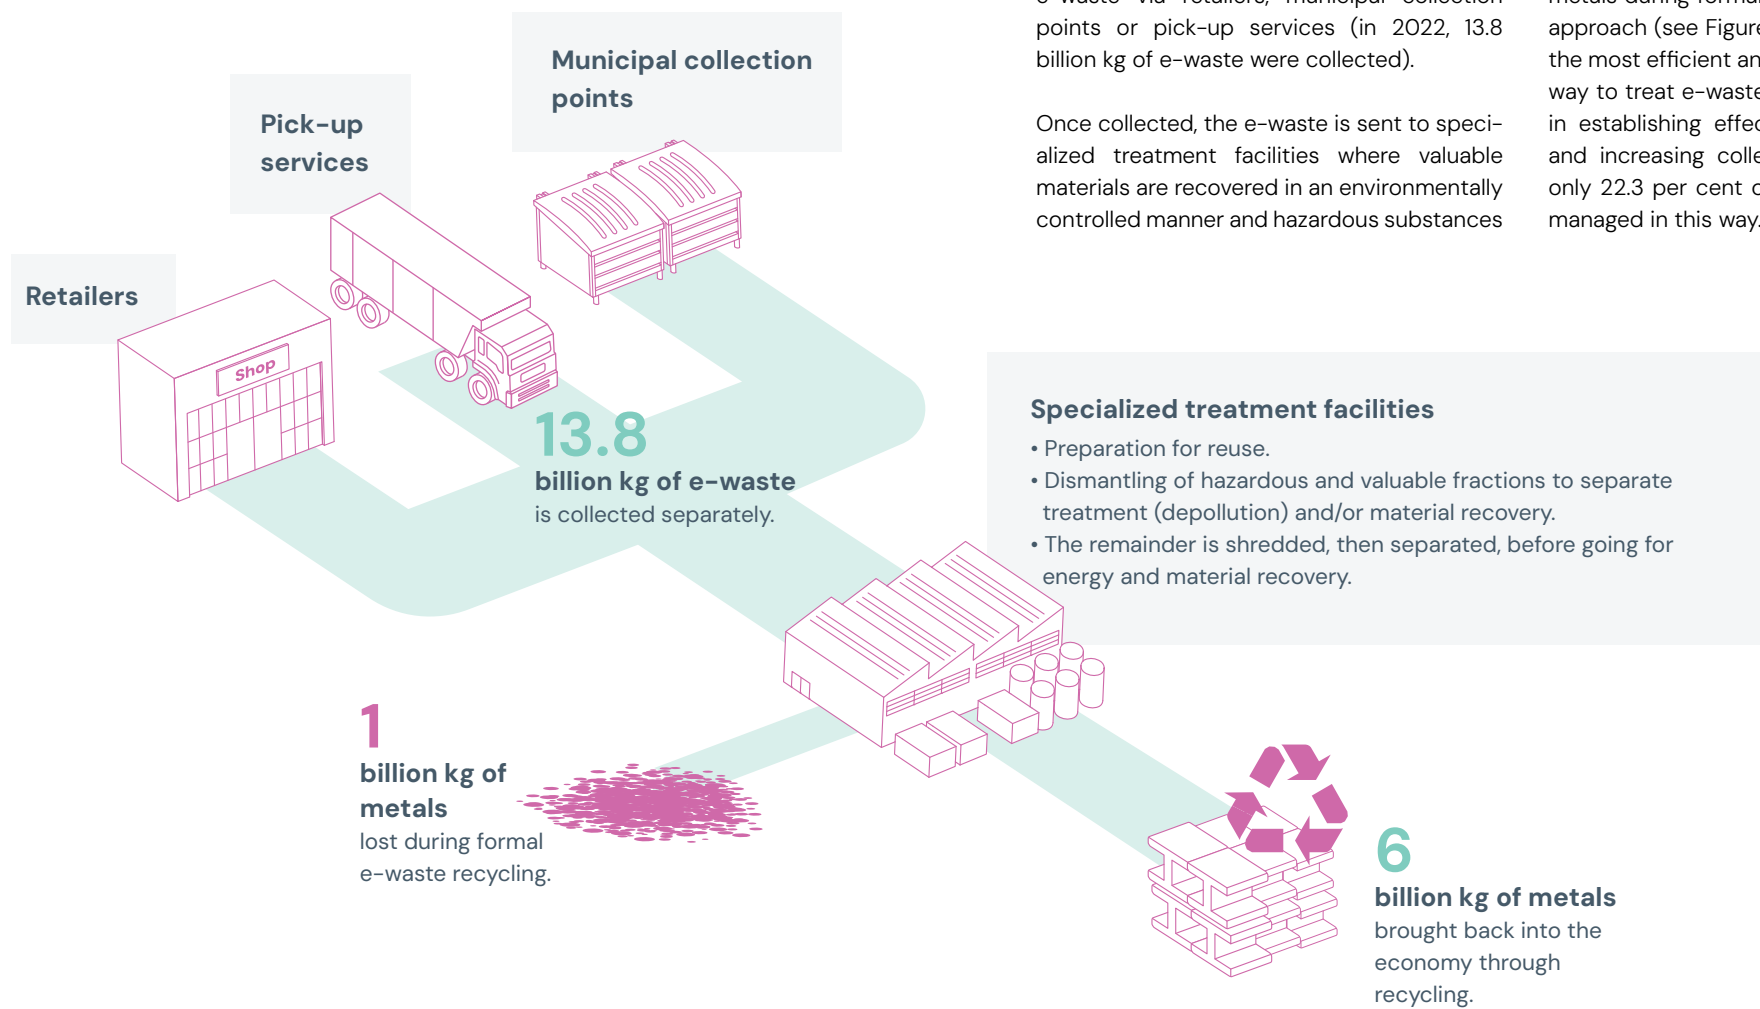 e-waste via retailers, municipal collection
points or pick-up services (in 2022, 13.8
billion kg of e-waste were collected).
Once collected, the e-waste is sent to speci-
alized treatment facilities where valuable
materials are recovered in an environmentally
controlled manner and hazardous substances
metals during
approach (see Figure
the most efficient
way to treat e-waste
in establishing
and increasing
only 22.3 per cent
managed in this way.
Municipal collection
points
Pick-up
services
Retailers
Shop
13.8
billion kg of e-waste
is collected separately.
Specialized treatment facilities
• Preparation for reuse.
• Dismantling of hazardous and valuable fractions to separate
treatment (depollution) and/or material recovery.
• The remainder is shredded, then separated, before going for
energy and material recovery.
1
billion kg of
metals
lost during formal
e-waste recycling.
6
billion kg of metals
brought back into the
economy through
recycling.